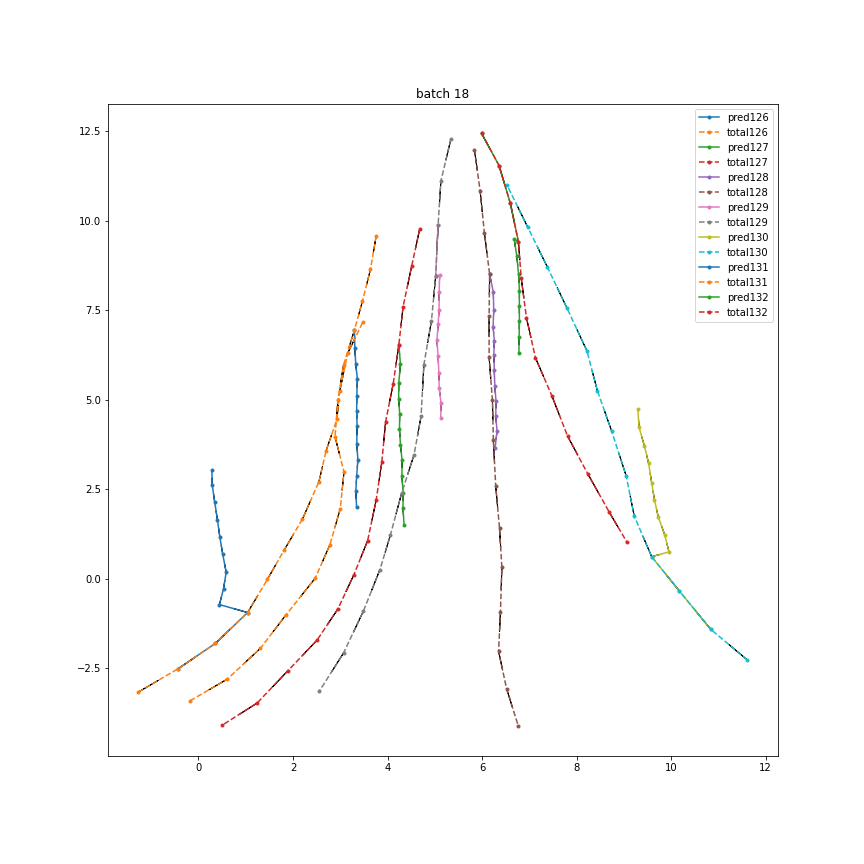 batch 18
pred126
total126
pred127
total127
pred128
total128
pred129
total129
pred130
total130
pred131
total131
pred132
total132
12.5
10.0
7.5
5.0
2.5
0.0
−2.5
0 2 4 6 8 10 12